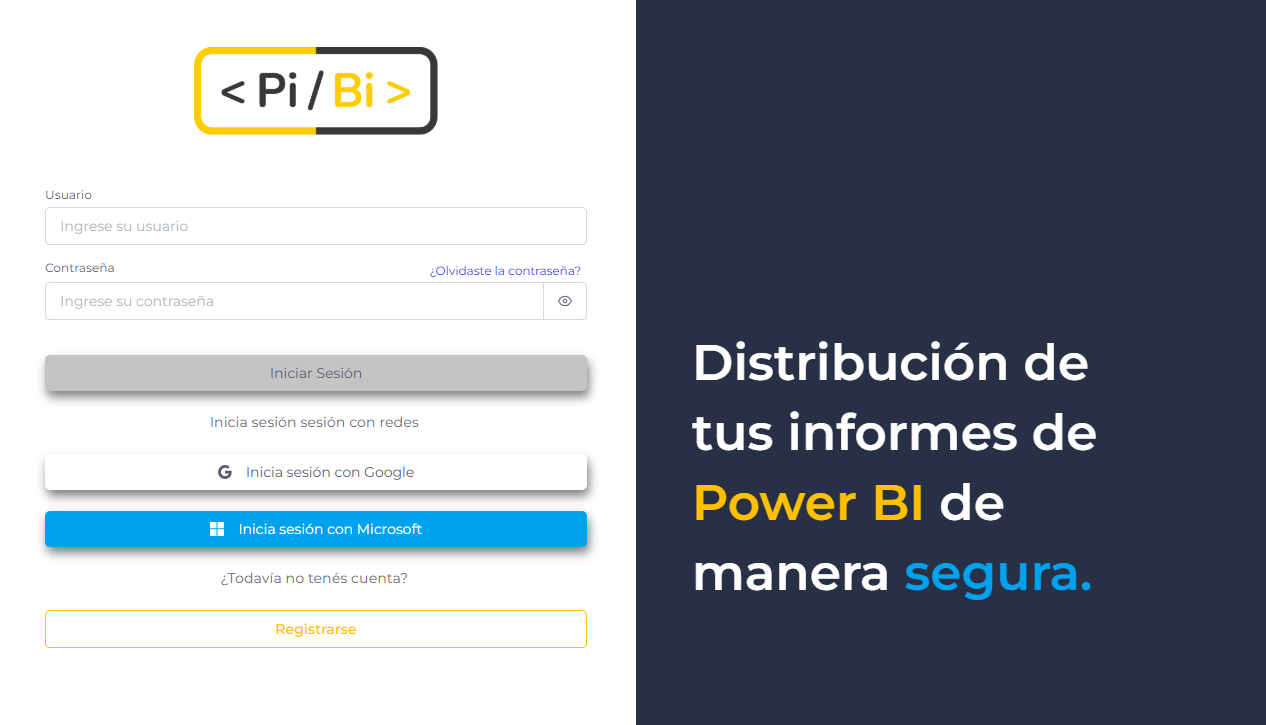 < Pi / Bi >
Usuario
Ingrese su usuario
Contraseña
¿Olvidaste la contraseña?
Ingrese su contraseña
Iniciar Sesión
Inicia sesión sesión con redes
Inicia sesión con Google
Inicia sesión con Microsoft
¿Todavía no tenés cuenta?
Registrarse
Distribución de
tus informes de
Power BI de
manera segura.